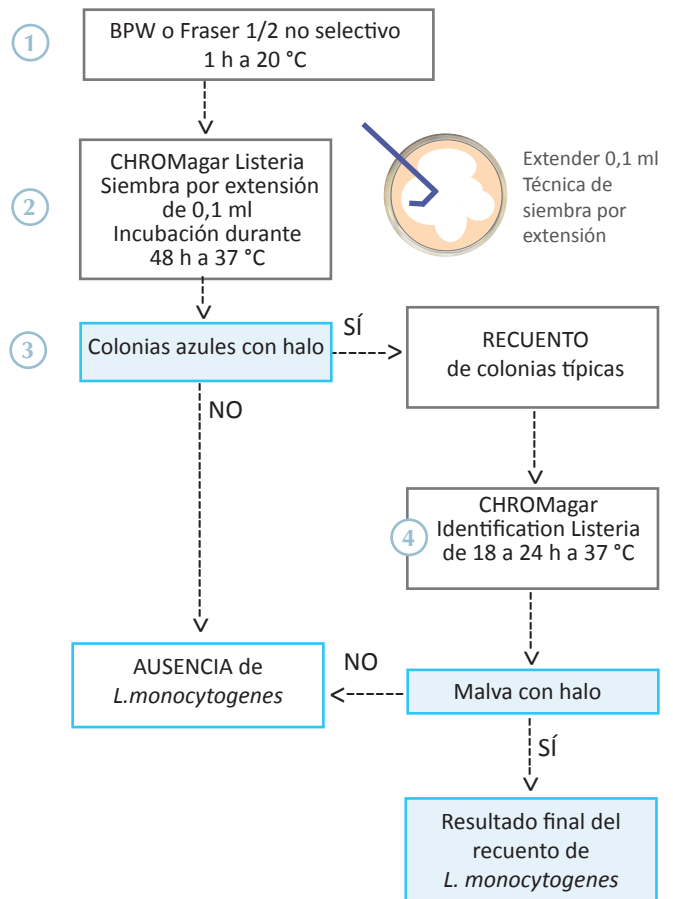 1
BPW o Fraser 1/2 no selectivo
1 h a 20 °C
2
CHROMagar Listeria
Siembra por extensión
de 0,1 ml
Incubación durante
48 h a 37 °C
Extender 0,1 ml
Técnica de
siembra por
extensión
3
Colonias azules con halo
SÍ
RECUENTO
de colonias típicas
NO
4
CHROMagar
Identification Listeria
de 18 a 24 h a 37 °C
AUSENCIA de
L.monocytogenes
NO
Malva con halo
SÍ
Resultado final del
recuento de
L. monocytogenes